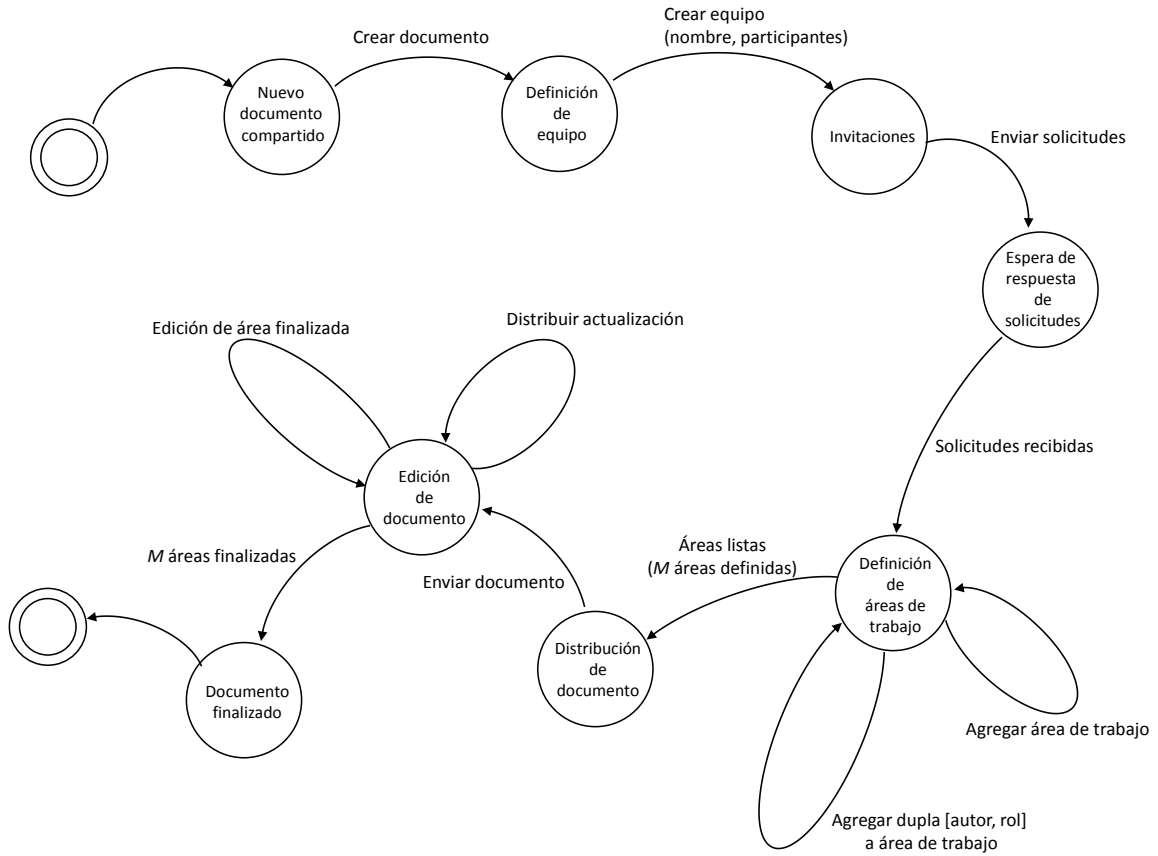 Crear documento
Crear equipo
(nombre, participantes)
Nuevo
documento
compartido
Definición
de
equipo
Invitaciones
Enviar solicitudes
Espera de
respuesta
de
solicitudes
Edición de área finalizada
Distribuir actualización
Solicitudes recibidas
Edición
de
documento
M áreas finalizadas
Enviar documento
Áreas listas
(M áreas definidas)
Definición
de
áreas de
trabajo
Distribución
de
documento
Documento
finalizado
Agregar área de trabajo
Agregar dupla [autor, rol]
a área de trabajo